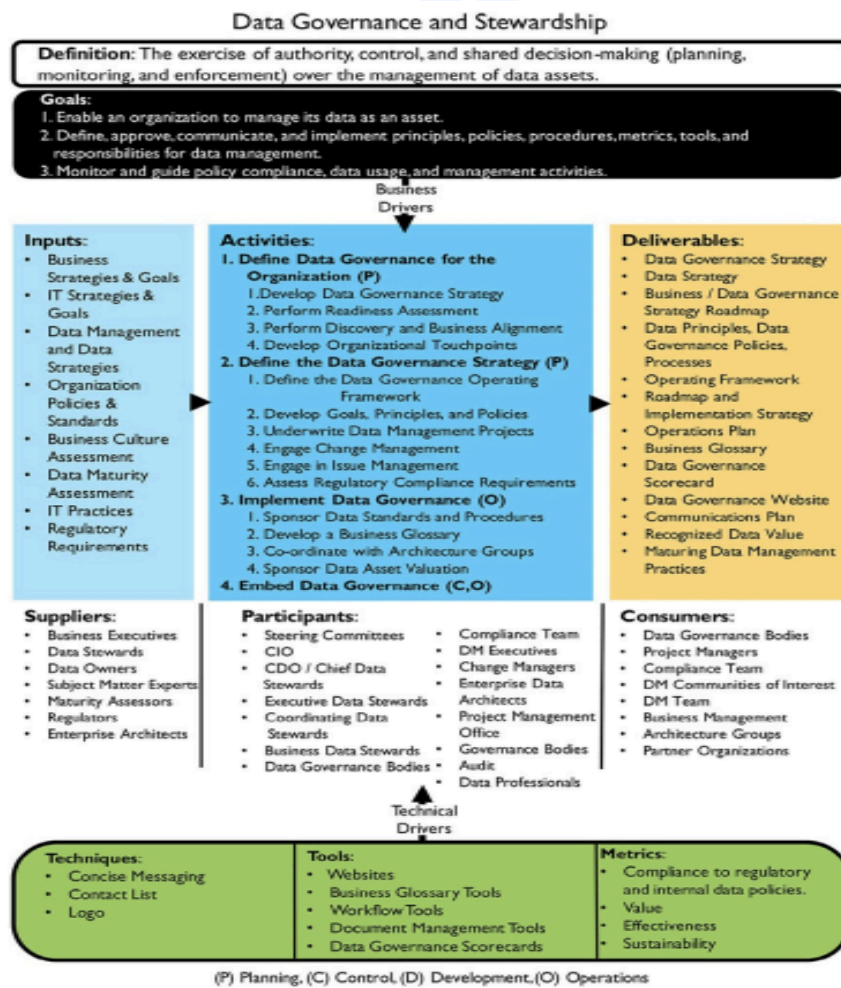 Data Governance and Stewardship
Definition: The exercise of authority, control, and shared decision-making (planning,
monitoring, and enforcement) over the management of data assets.
Goals:
1. Enable an organization to manage its data as an asset.
2. Define, approve, communicate, and implement principles, policies, procedures, metrics, tools, and
responsibilities for data management.
3. Monitor and guide policy compliance, data usage, and management activities.
Business
Drivers
Inputs:
• Business
Strategies & Goals
• IT Strategies &
Goals
• Data Management
and Data
Strategies
• Organization
Policies &
Standards
• Business Culture
Assessment
• Data Maturity
Assessment
• IT Practices
• Regulatory
Requirements
Activities:
1. Define Data Governance for the
Organization (P)
1.Develop Data Governance Strategy
2. Perform Readiness Assessment
3. Perform Discovery and Business Alignment
4. Develop Organizational Touchpoints
2. Define the Data Governance Strategy (P)
1. Define the Data Governance Operating
Framework
2. Develop Goals, Principles, and Policies
3. Underwrite Data Management Projects
4. Engage Change Management
5. Engage in Issue Management
6. Assess Regulatory Compliance Requirements
3. Implement Data Governance (O)
1. Sponsor Data Standards and Procedures
2. Develop a Business Glossary
3. Co-ordinate with Architecture Groups
4. Sponsor Data Asset Valuation
4. Embed Data Governance (C,O)
Deliverables:
• Data Governance Strategy
• Data Strategy
• Business / Data Governance
Strategy Roadmap
• Data Principles, Data
Governance Policies,
Processes
• Operating Framework
• Roadmap and
Implementation Strategy
• Operations Plan
• Business Glossary
• Data Governance
Scorecard
• Data Governance Website
• Communications Plan
• Recognized Data Value
• Maturing Data Management
Practices
Suppliers:
• Business Executives
• Data Stewards
• Data Owners
• Subject Matter Experts
• Maturity Assessors
• Regulators
• Enterprise Architects
Participants:
• Steering Committees
• CIO
• CDO / Chief Data
Stewards
• Executive Data Stewards
• Coordinating Data
Stewards
• Business Data Stewards
• Data Governance Bodies
• Compliance Team
• DM Executives
• Change Managers
• Enterprise Data
Architects
• Project Management
Office
• Governance Bodies
• Audit
• Data Professionals
Consumers:
• Data Governance Bodies
• Project Managers
• Compliance Team
• DM Communities of Interest
• DM Team
• Business Management
• Architecture Groups
• Partner Organizations
Technical
Drivers
Techniques:
• Concise Messaging
• Contact List
• Logo
Tools:
• Websites
• Business Glossary Tools
• Workflow Tools
• Document Management Tools
• Data Governance Scorecards
Metrics:
• Compliance to regulatory
and internal data policies.
• Value
• Effectiveness
• Sustainability
(P) Planning, (C) Control, (D) Development, (O) Operations